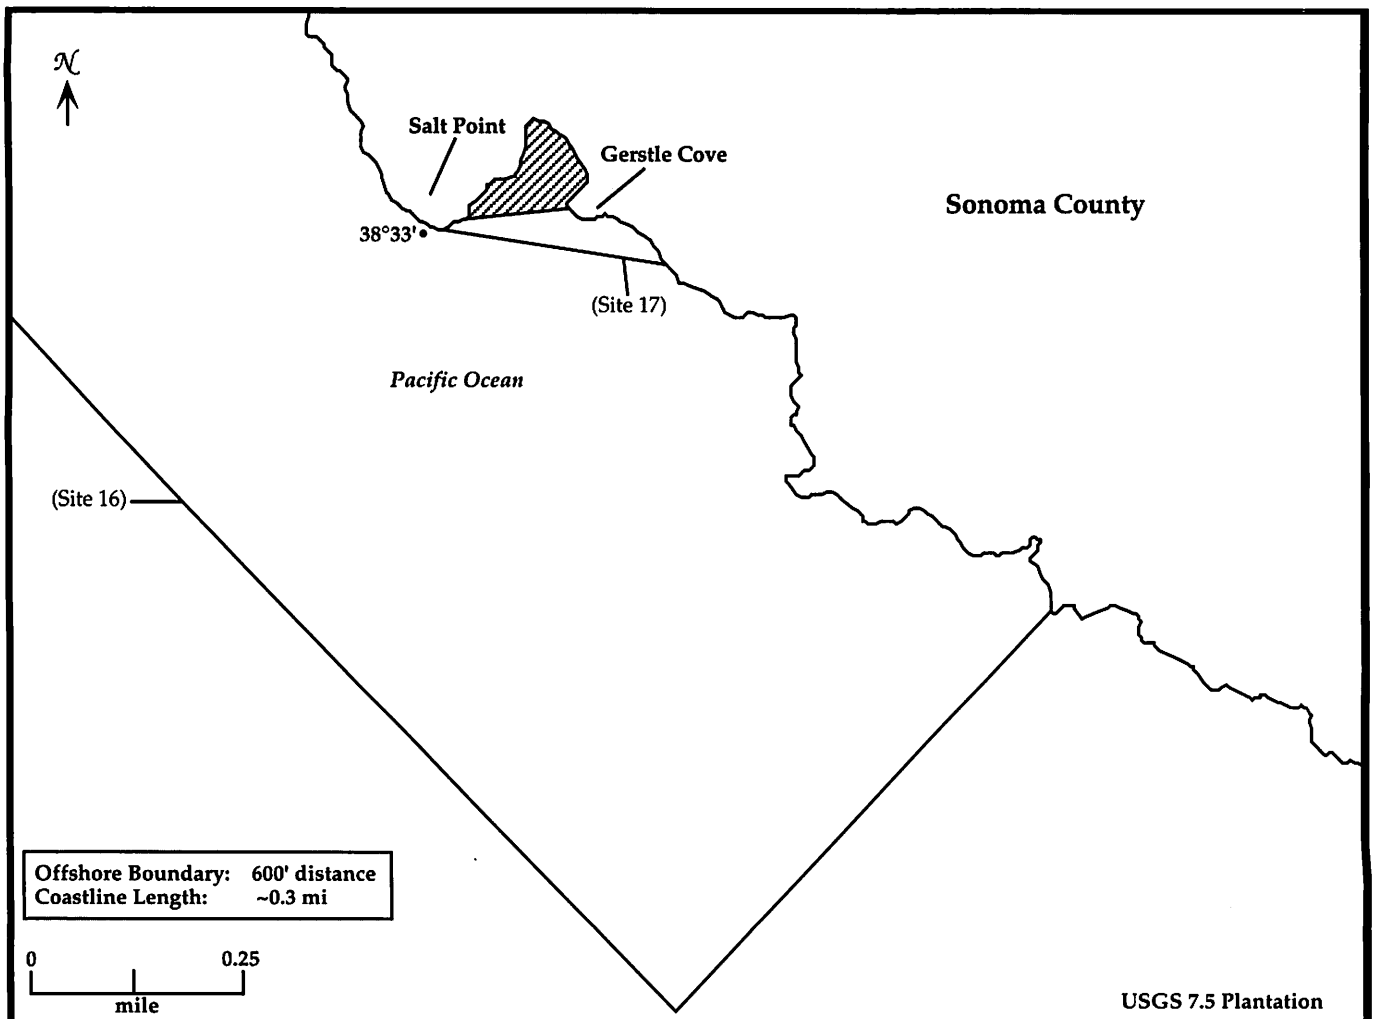 N
Salt Point
Gerstle Cove
Sonoma County
38°33'
(Site 17)
Pacific Ocean
(Site 16)
Offshore Boundary: 600' distance
Coastline Length: ~0.3 mi
0 0.25
mile
USGS 7.5 Plantation